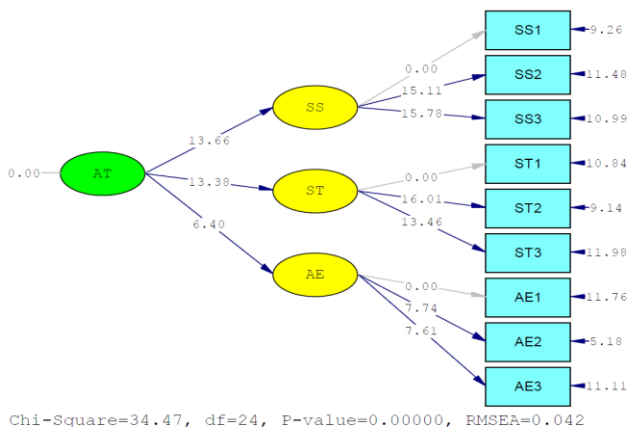 SS1
9.26
0.00
SS2
11.48
15.11
SS
15.78
SS3
10.99
13.66
0.00
AT
13.38
ST
0.00
ST1
10.84
16.01
ST2
9.14
13.46
6.40
ST3
11.98
AE
0.00
AE1
11.76
7.74
7.61
AE2
5.18
AE3
11.11
Chi-Square=34.47, df=24, P-value=0.00000, RMSEA=0.042